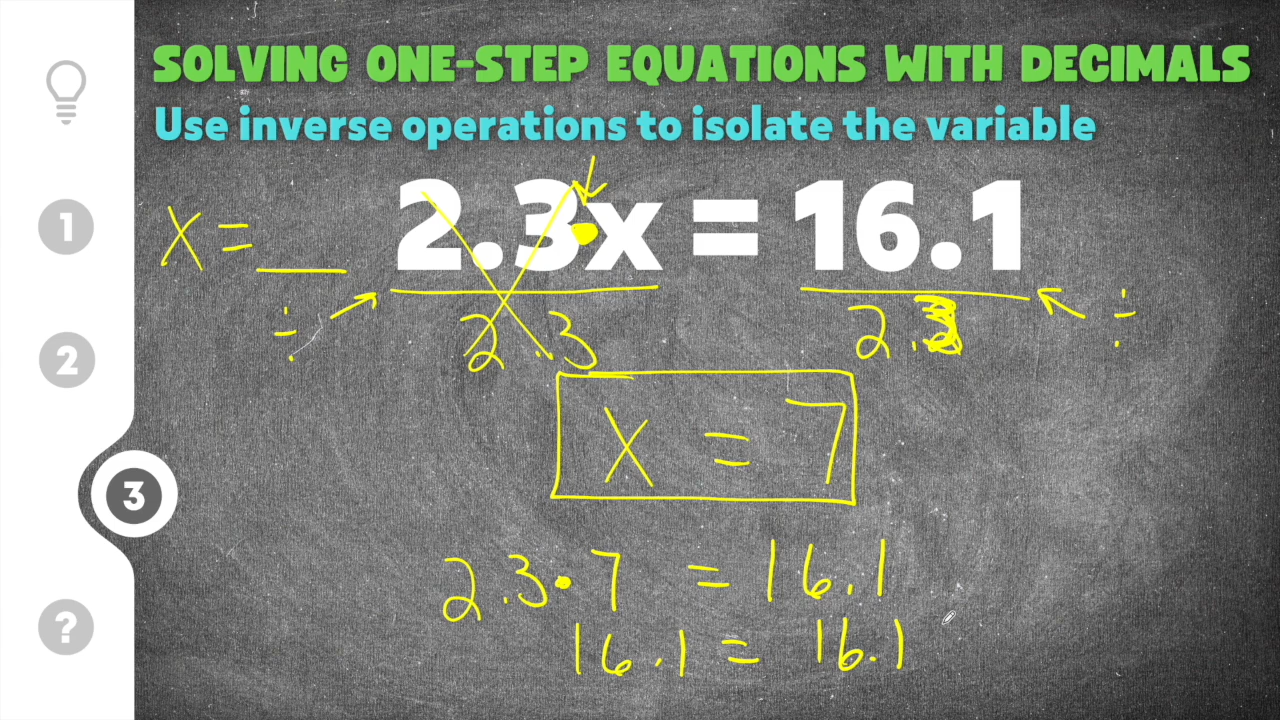 SOLVING ONE-STEP EQUATIONS WITH DECIMALS
Use inverse operations to isolate the variable
x = ___ 2.3x = 16.1
÷ 2.3 2.3 ÷
x = 7
2.3 • 7 = 16.1
16.1 = 16.1
1
2
3
?